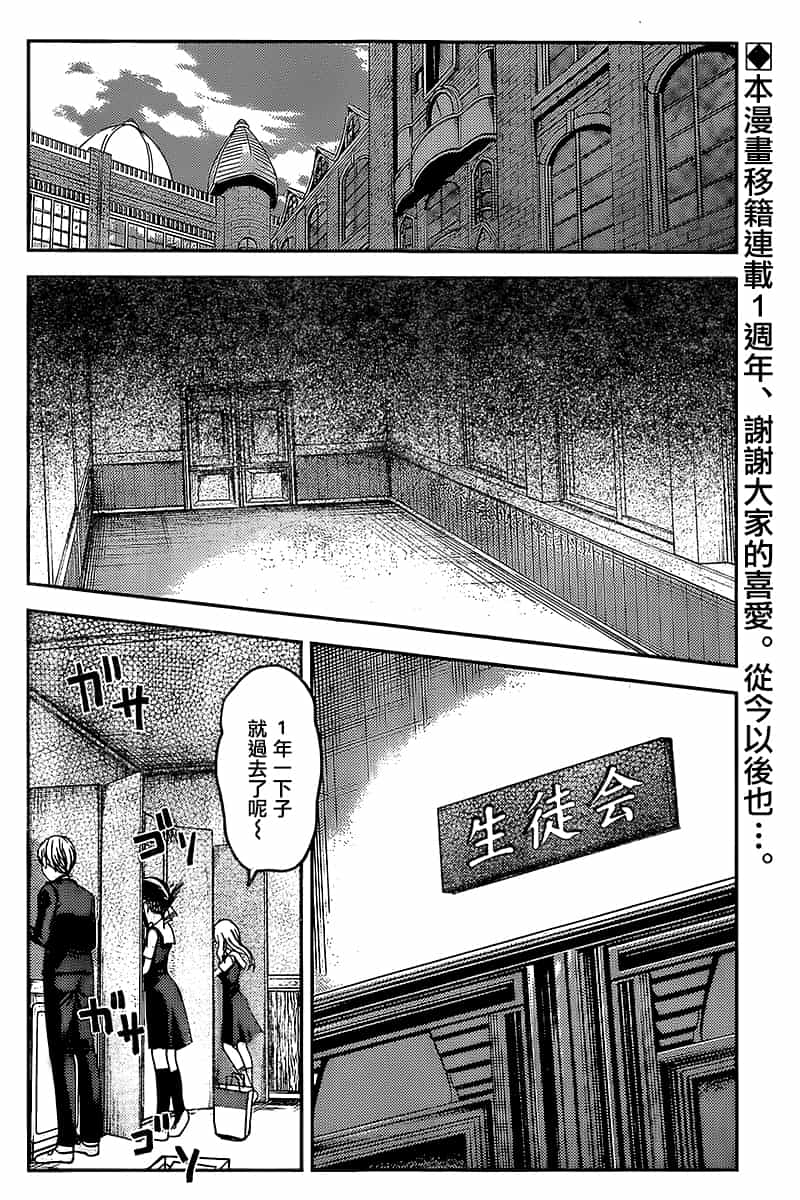 ◆本漫畫移籍連載1週年、謝謝大家的喜愛。從今以後也…。
生徒会
1年一下子
就過去了呢～
ガサ
ゴソ
ガサ
ゴソ